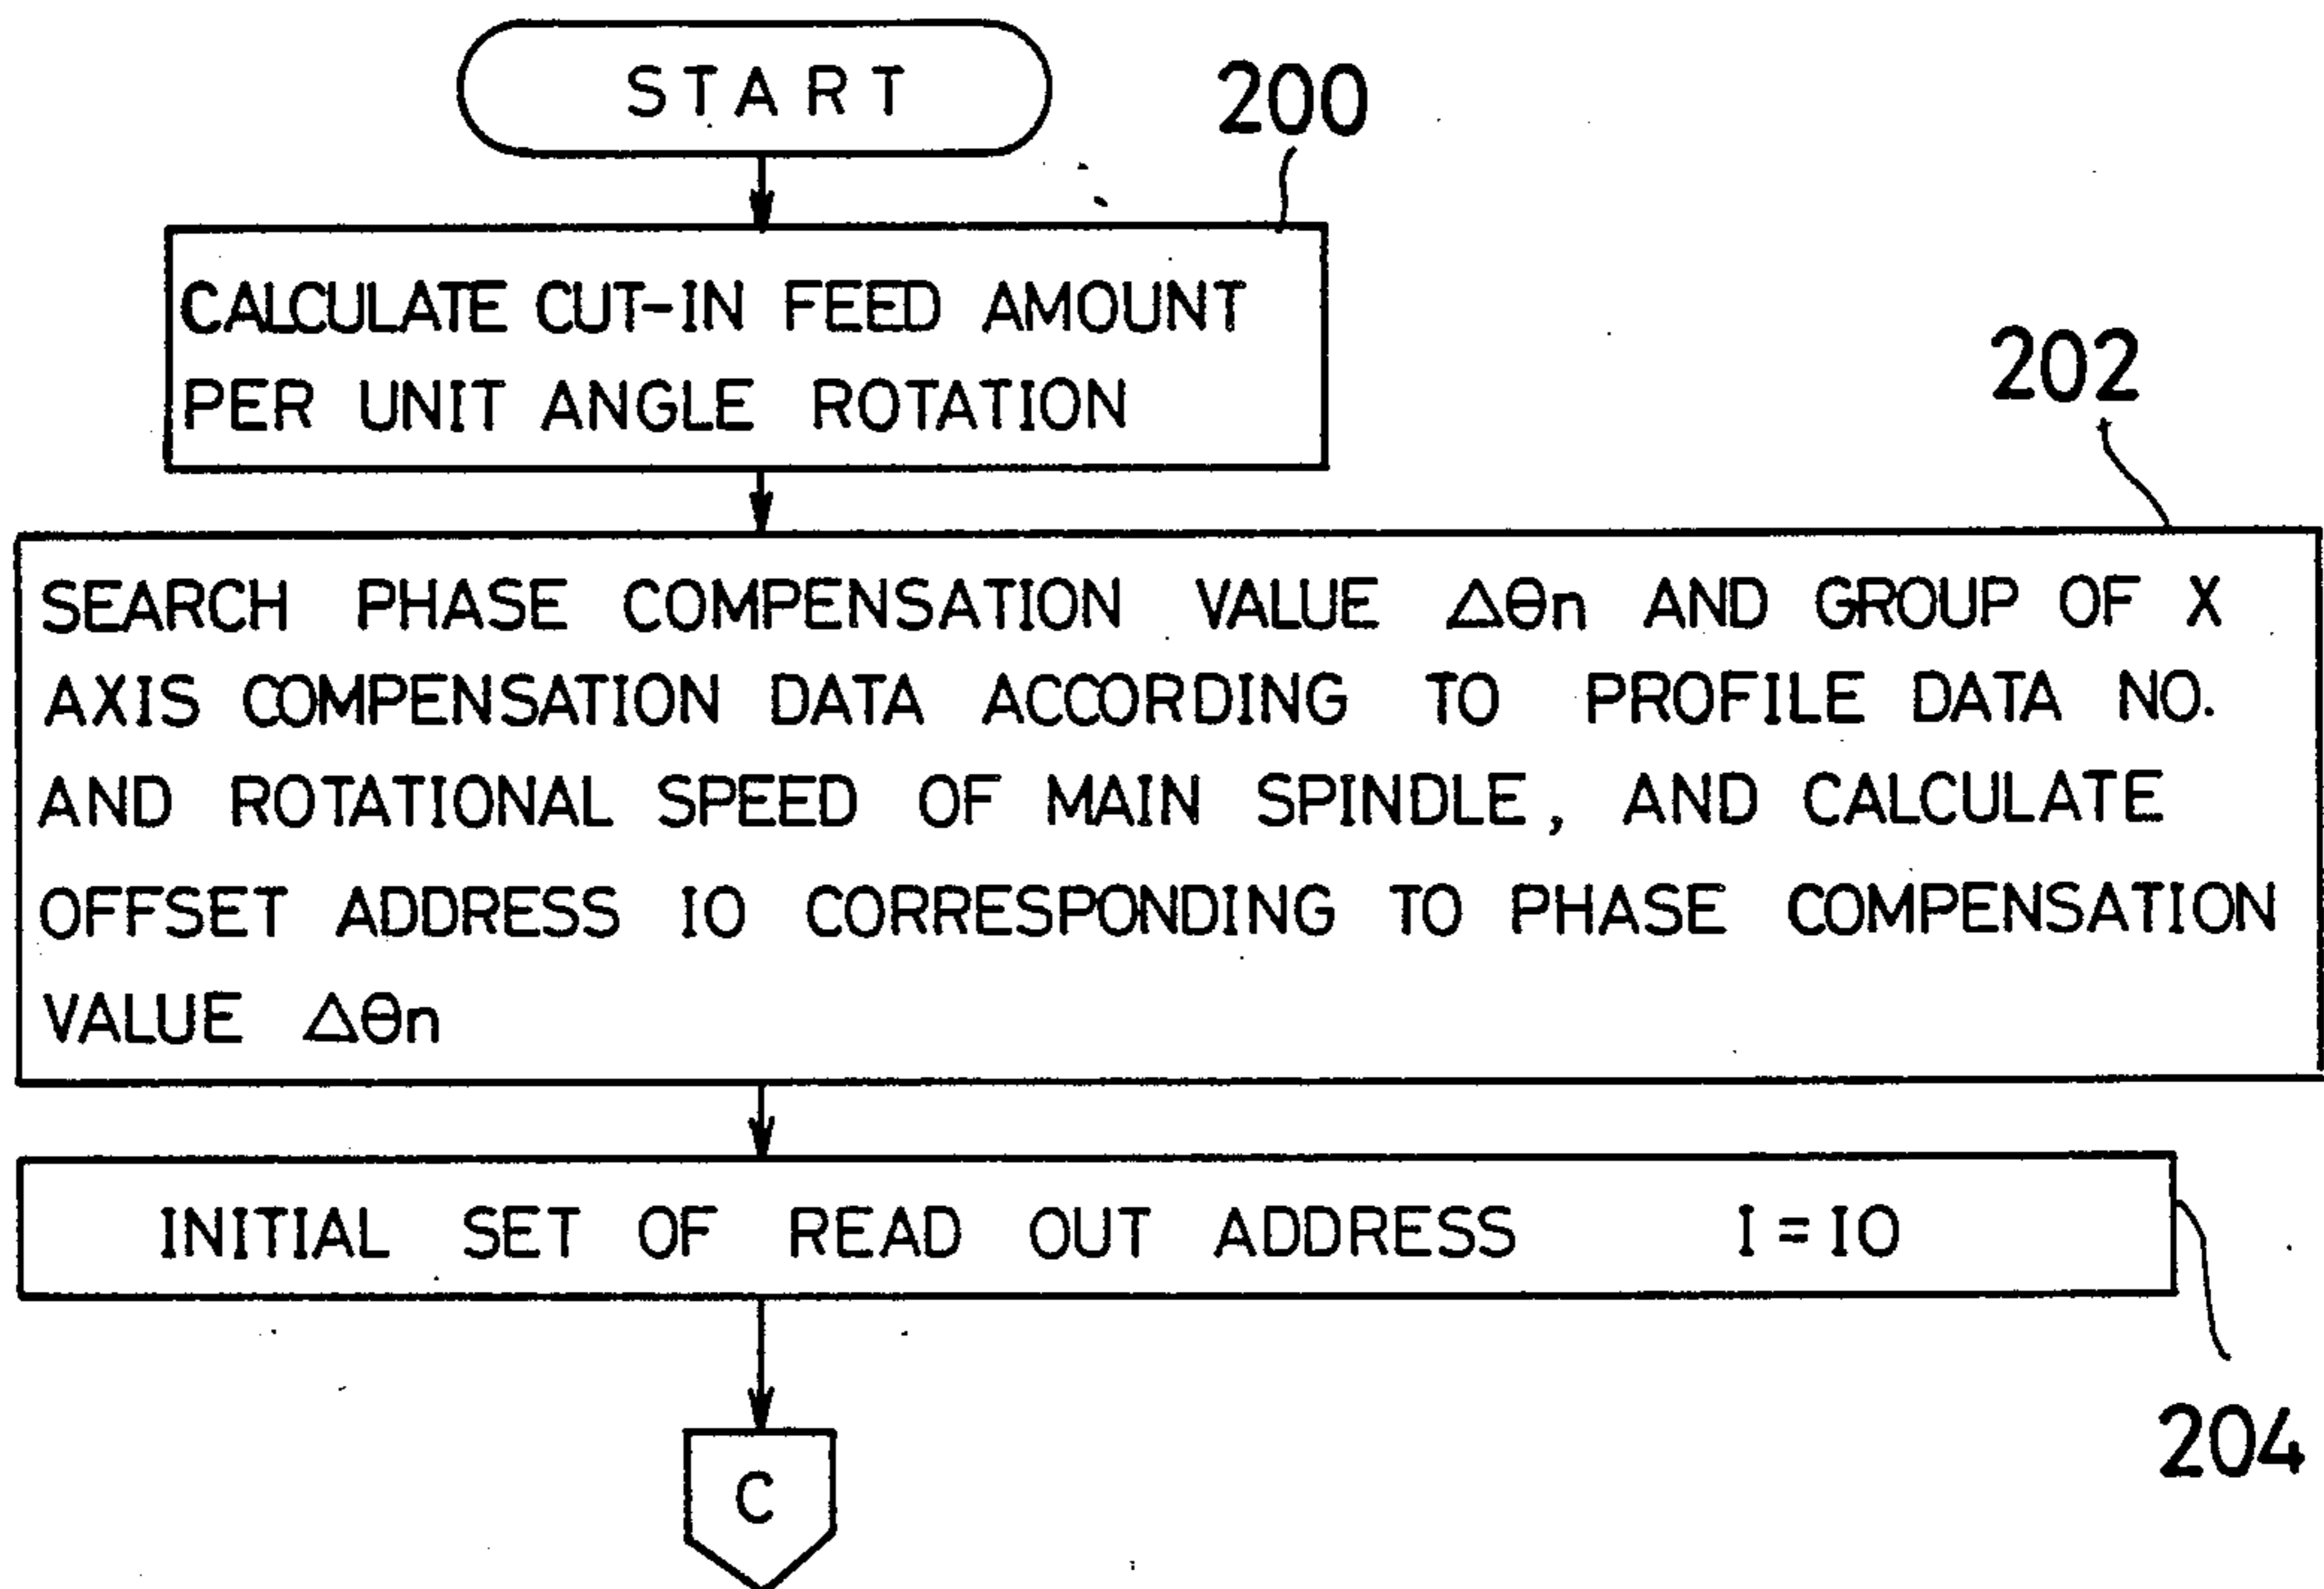 START
200
CALCULATE CUT-IN FEED AMOUNT
PER UNIT ANGLE ROTATION
202
SEARCH PHASE COMPENSATION VALUE Δθn AND GROUP OF X
AXIS COMPENSATION DATA ACCORDING TO PROFILE DATA NO.
AND ROTATIONAL SPEED OF MAIN SPINDLE, AND CALCULATE
OFFSET ADDRESS IO CORRESPONDING TO PHASE COMPENSATION
VALUE Δθn
INITIAL SET OF READ OUT ADDRESS I=IO
204
C